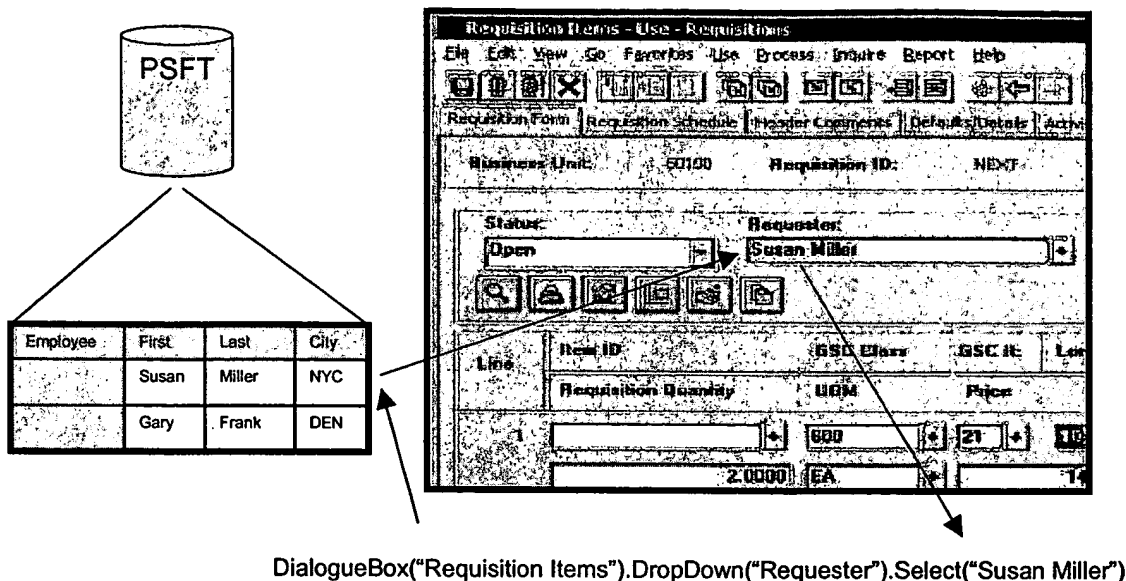 PSFT
Employee First Last City
Susan Miller NYC
Gary Frank DEN
Requisition Items - Use - Requisitions
File Edit View Go Favorites Use Process Inquire Report Help
Requisition Form Requisition Schedule Header Comments Defaults/Details
Business Unit: 50100 Requisition ID: NEXT
Status: Requester:
Open Susan Miller
Line Item ID GSC Class GSC it:
Requisition Quantity UOM Price
1 600 21
2.0000 EA
DialogueBox("Requisition Items").DropDown("Requester").Select("Susan Miller")